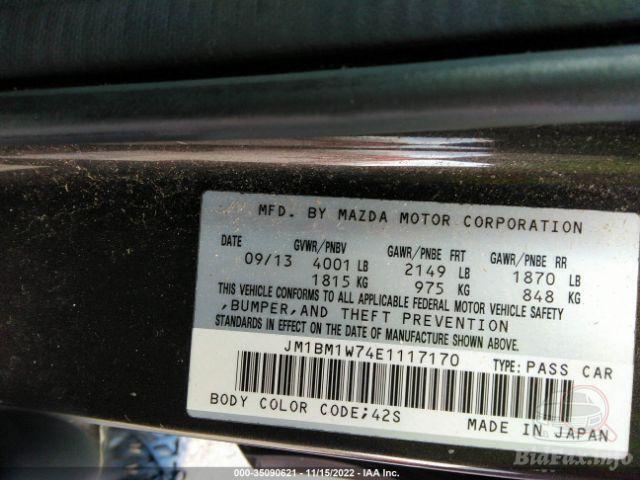 MFD. BY MAZDA MOTOR CORPORATION
DATE GVWR/PNBV GAWR/PNBE FRT GAWR/PNBE RR
09/13 4001 LB 2149 LB 1870 LB
1815 KG 975 KG 848 KG
THIS VEHICLE CONFORMS TO ALL APPLICABLE FEDERAL MOTOR VEHICLE SAFETY
,BUMPER,AND THEFT PREVENTION
STANDARDS IN EFFECT ON THE DATE OF MANUFACTURE SHOWN ABOVE.
JM1BM1W74E1117170 TYPE: PASS CAR
BODY COLOR CODE;42S MADE IN JAPAN
BidFax.info
000-35090621 - 11/15/2022 - IAA Inc.